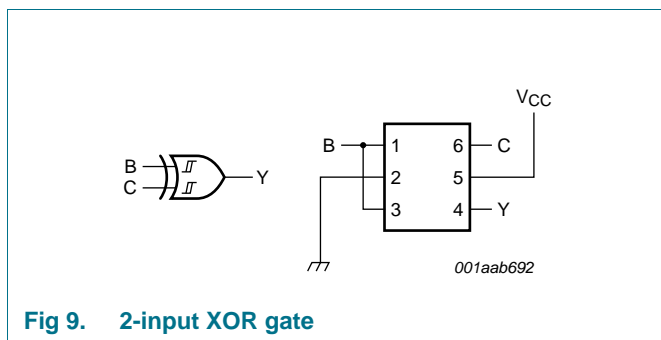 VCC
B 1 6 C
B
C Y
2 5
3 4 Y
001aab692
Fig 9. 2-input XOR gate